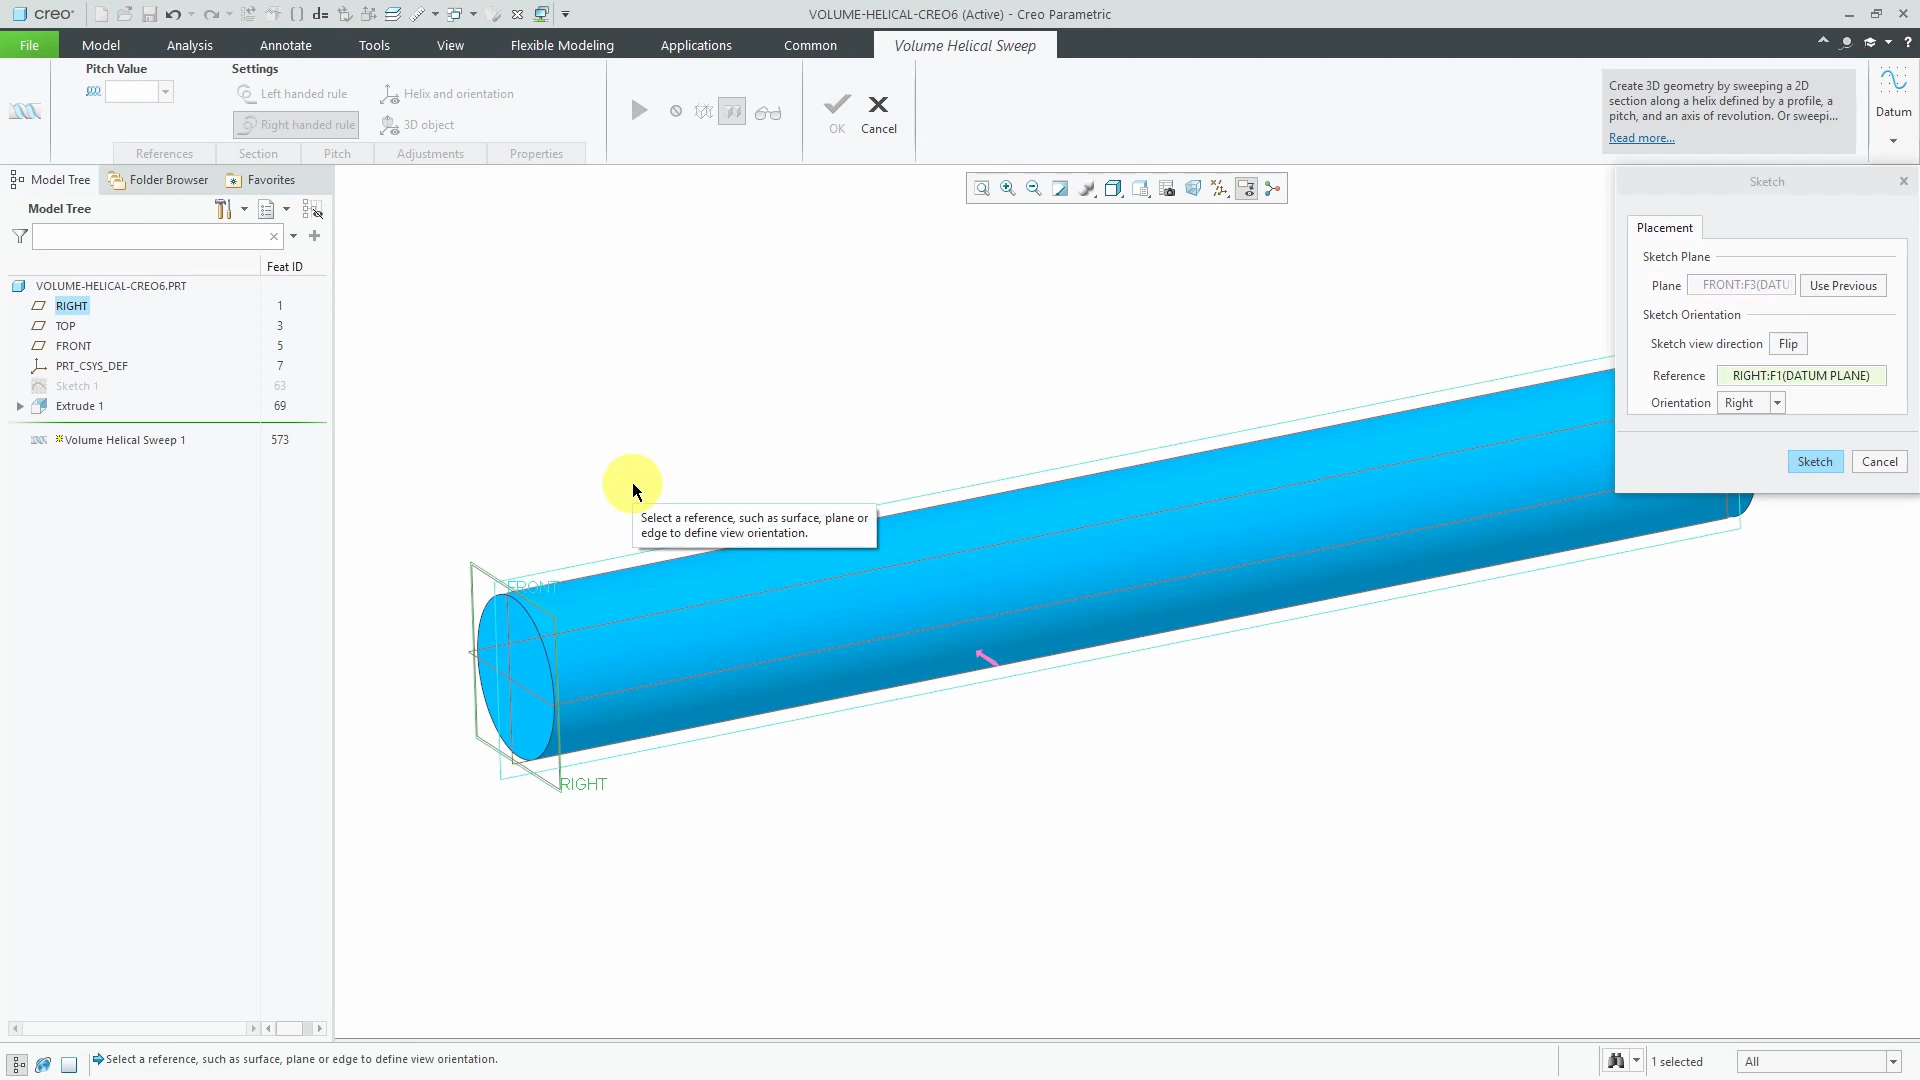 creo
VOLUME-HELICAL-CREO6 (Active) - Creo Parametric
File Model Analysis Annotate Tools View Flexible Modeling Applications Common Volume Helical Sweep
Pitch Value
Settings
Left handed rule
Helix and orientation
Right handed rule
3D object
OK
Cancel
References Section Pitch Adjustments Properties
Create 3D geometry by sweeping a 2D
section along a helix defined by a profile, a
pitch, and an axis of revolution. Or sweepi...
Read more...
Datum
Model Tree
Folder Browser
Favorites
Model Tree
Feat ID
VOLUME-HELICAL-CREO6.PRT
RIGHT 1
TOP 3
FRONT 5
PRT_CSYS_DEF 7
Sketch 1 63
Extrude 1 69
Volume Helical Sweep 1 573
Select a reference, such as surface, plane or
edge to define view orientation.
FRONT
RIGHT
Sketch
Placement
Sketch Plane
Plane FRONT:F3(DATU Use Previous
Sketch Orientation
Sketch view direction Flip
Reference RIGHT:F1(DATUM PLANE)
Orientation Right
Sketch Cancel
Select a reference, such as surface, plane or edge to define view orientation.
1 selected
All